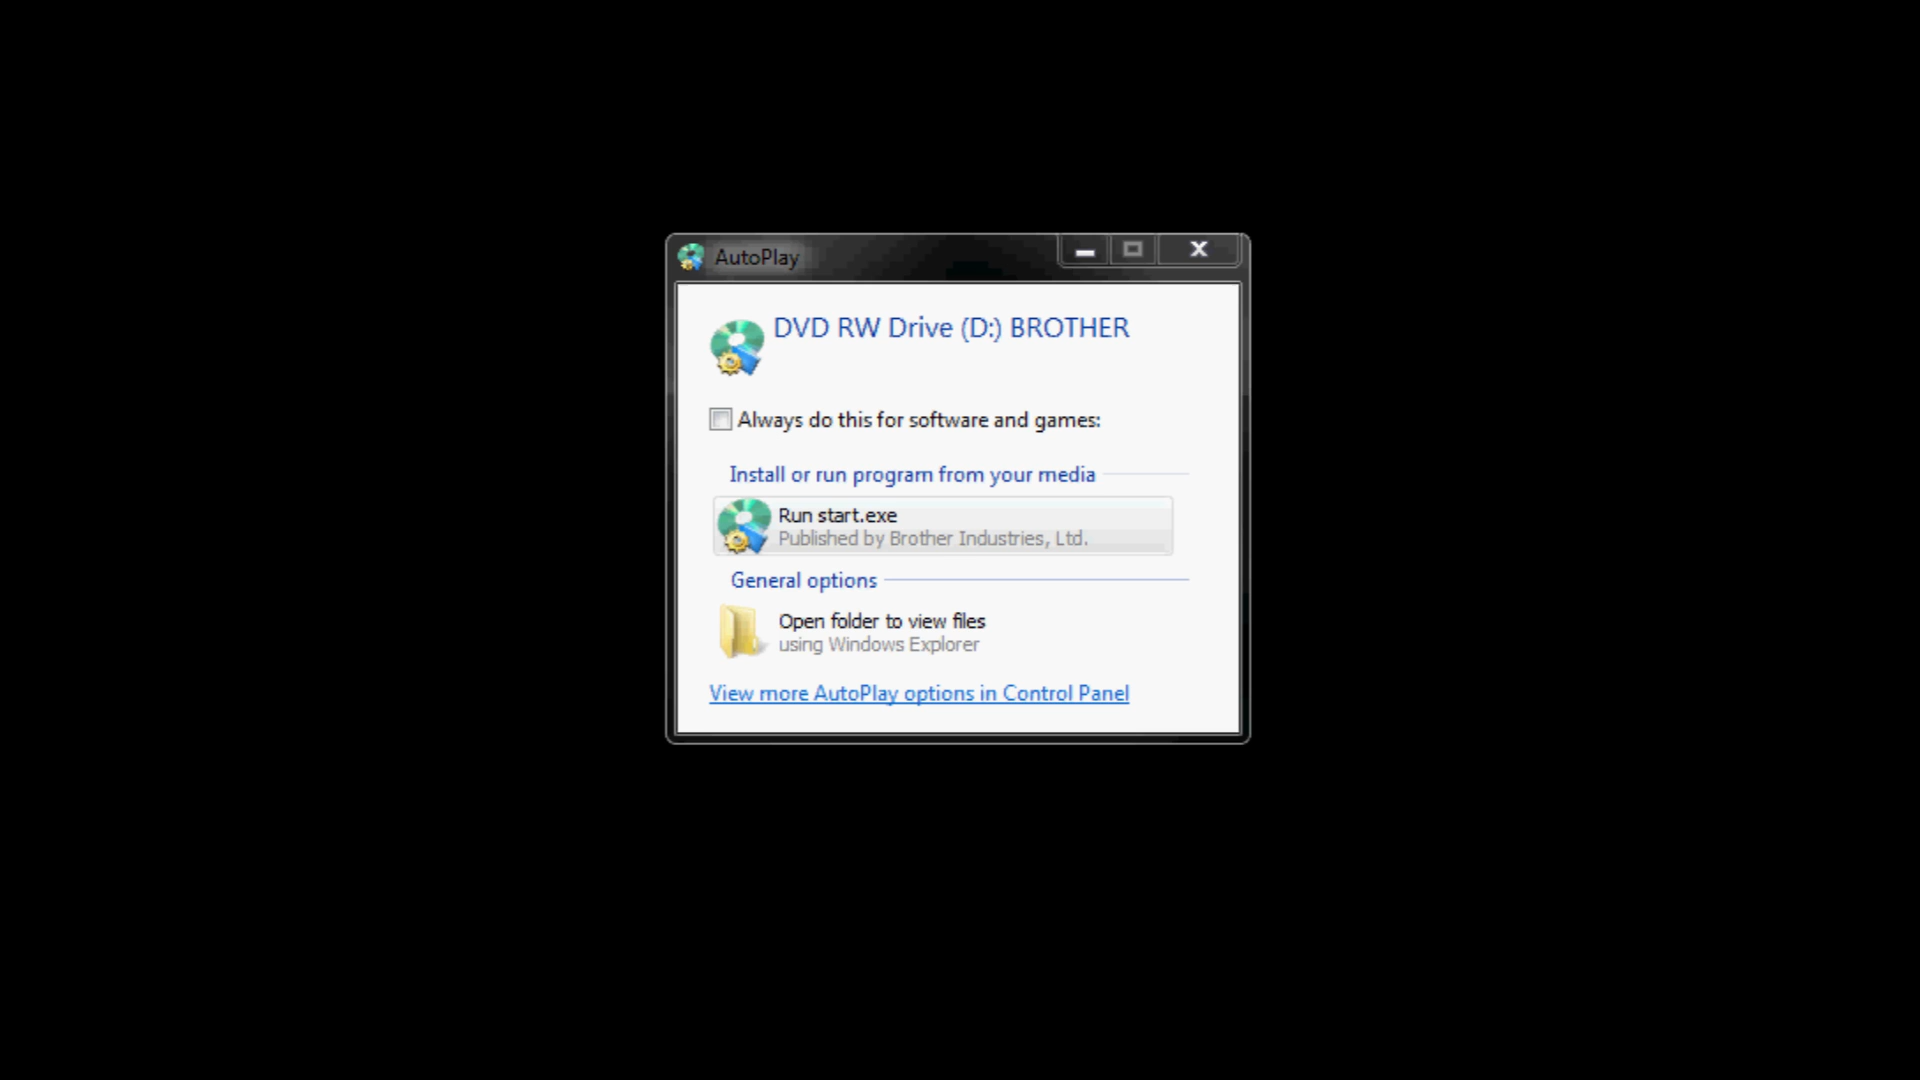 AutoPlay
DVD RW Drive (D:) BROTHER
Always do this for software and games:
Install or run program from your media
Run start.exe
Published by Brother Industries, Ltd.
General options
Open folder to view files
using Windows Explorer
View more AutoPlay options in Control Panel